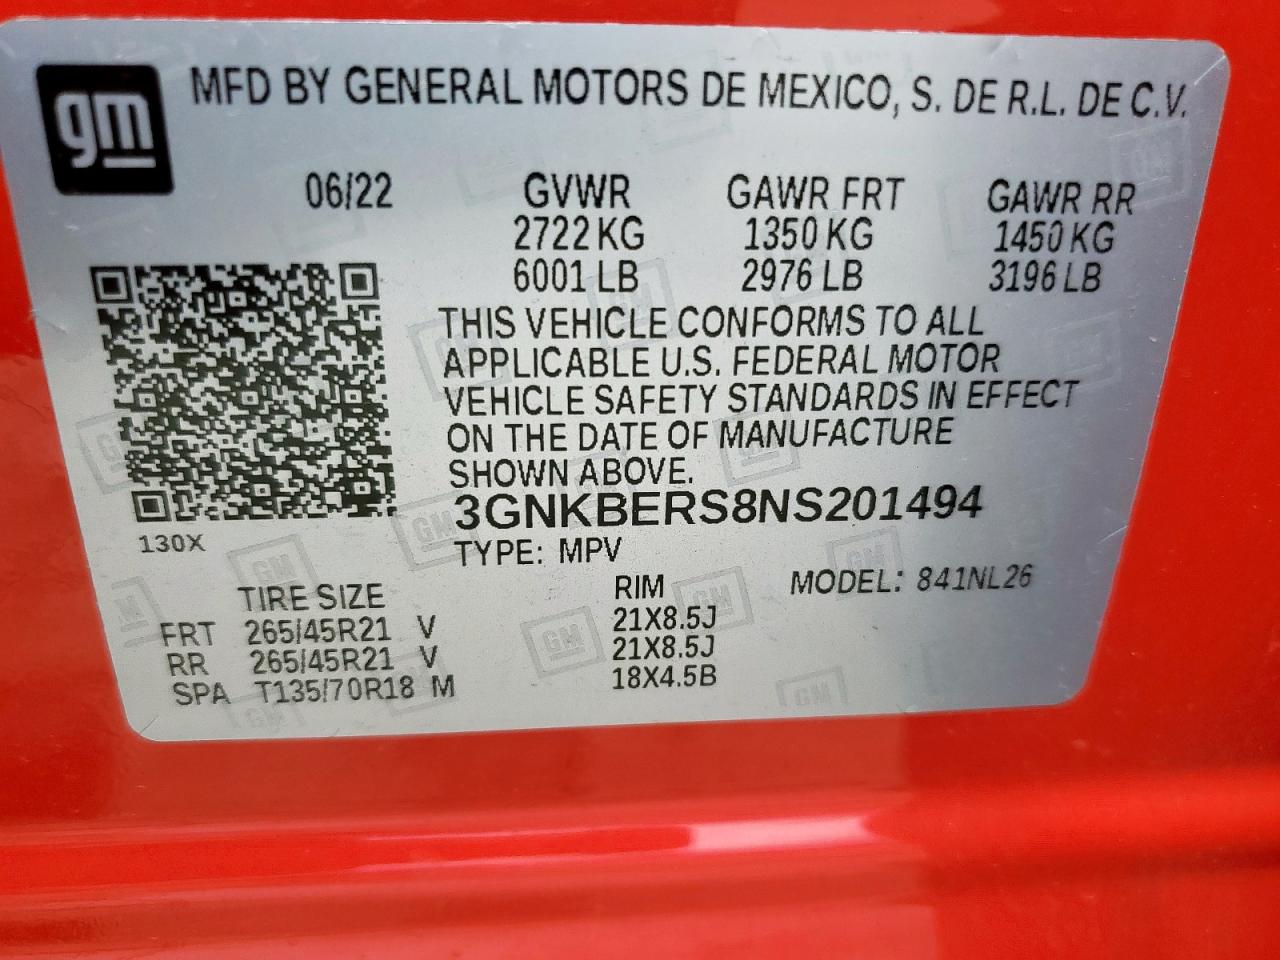 gm MFD BY GENERAL MOTORS DE MEXICO, S. DE R.L. DE C.V.
06/22 GVWR GAWR FRT GAWR RR
2722 KG 1350 KG 1450 KG
6001 LB 2976 LB 3196 LB
THIS VEHICLE CONFORMS TO ALL
APPLICABLE U.S. FEDERAL MOTOR
VEHICLE SAFETY STANDARDS IN EFFECT
ON THE DATE OF MANUFACTURE
SHOWN ABOVE.
3GNKBERS8NS201494
130X
TYPE: MPV
TIRE SIZE RIM MODEL: 841NL26
FRT 265/45R21 V 21X8.5J
RR 265/45R21 V 21X8.5J
SPA T135/70R18 M 18X4.5B